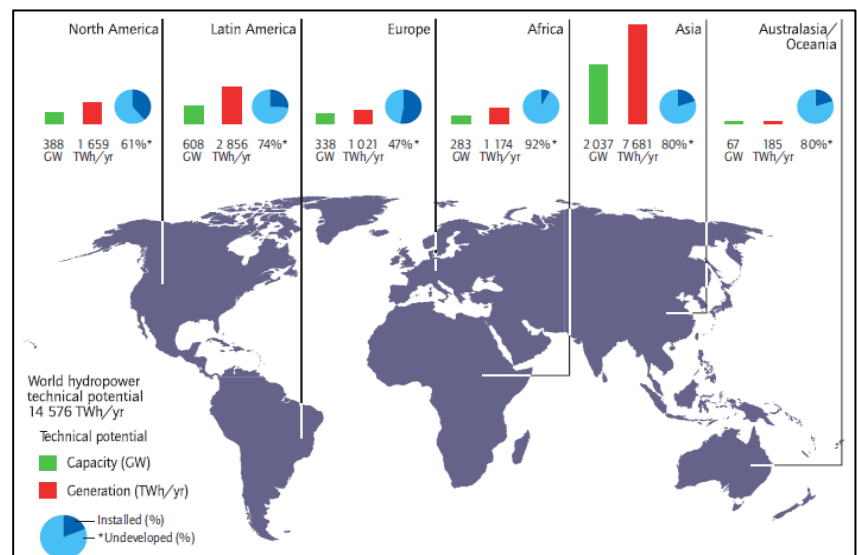 North America
388
GW
1 659
TWh/yr
61%*
Latin America
608
GW
2 856
TWh/yr
74%*
Europe
338
GW
1 021
TWh/yr
47%*
Africa
283
GW
1 174
TWh/yr
92%*
Asia
2 037
GW
7 681
TWh/yr
80%*
Australasia/
Oceania
67
GW
185
TWh/yr
80%*
World hydropower
technical potential
14 576 TWh/yr
Technical potential
Capacity (GW)
Generation (TWh/yr)
Installed (%)
*Undeveloped (%)